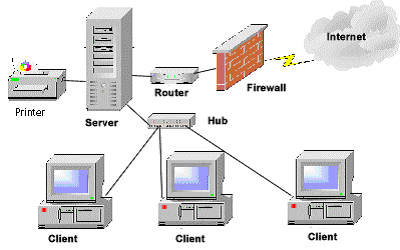 Internet
Router
Firewall
Printer
Server
Hub
Client
Client
Client